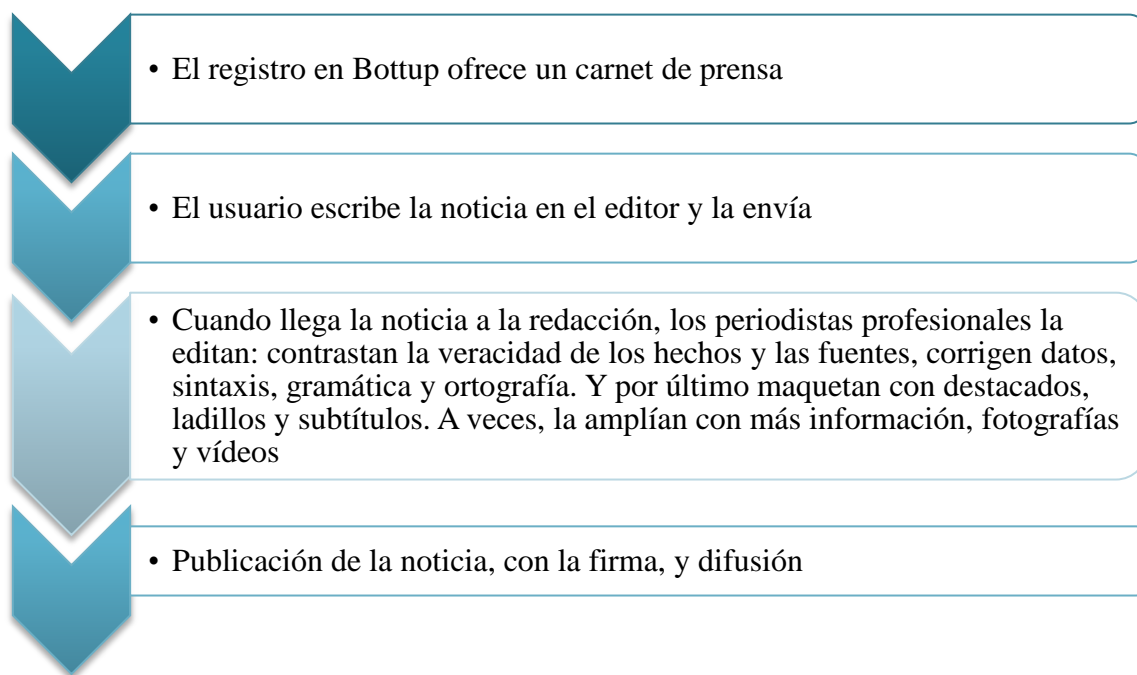 • El registro en Bottup ofrece un carnet de prensa
• El usuario escribe la noticia en el editor y la envía
• Cuando llega la noticia a la redacción, los periodistas profesionales la
editan: contrastan la veracidad de los hechos y las fuentes, corrigen datos,
sintaxis, gramática y ortografía. Y por último maquetan con destacados,
ladillos y subtítulos. A veces, la amplían con más información, fotografías
y vídeos
• Publicación de la noticia, con la firma, y difusión